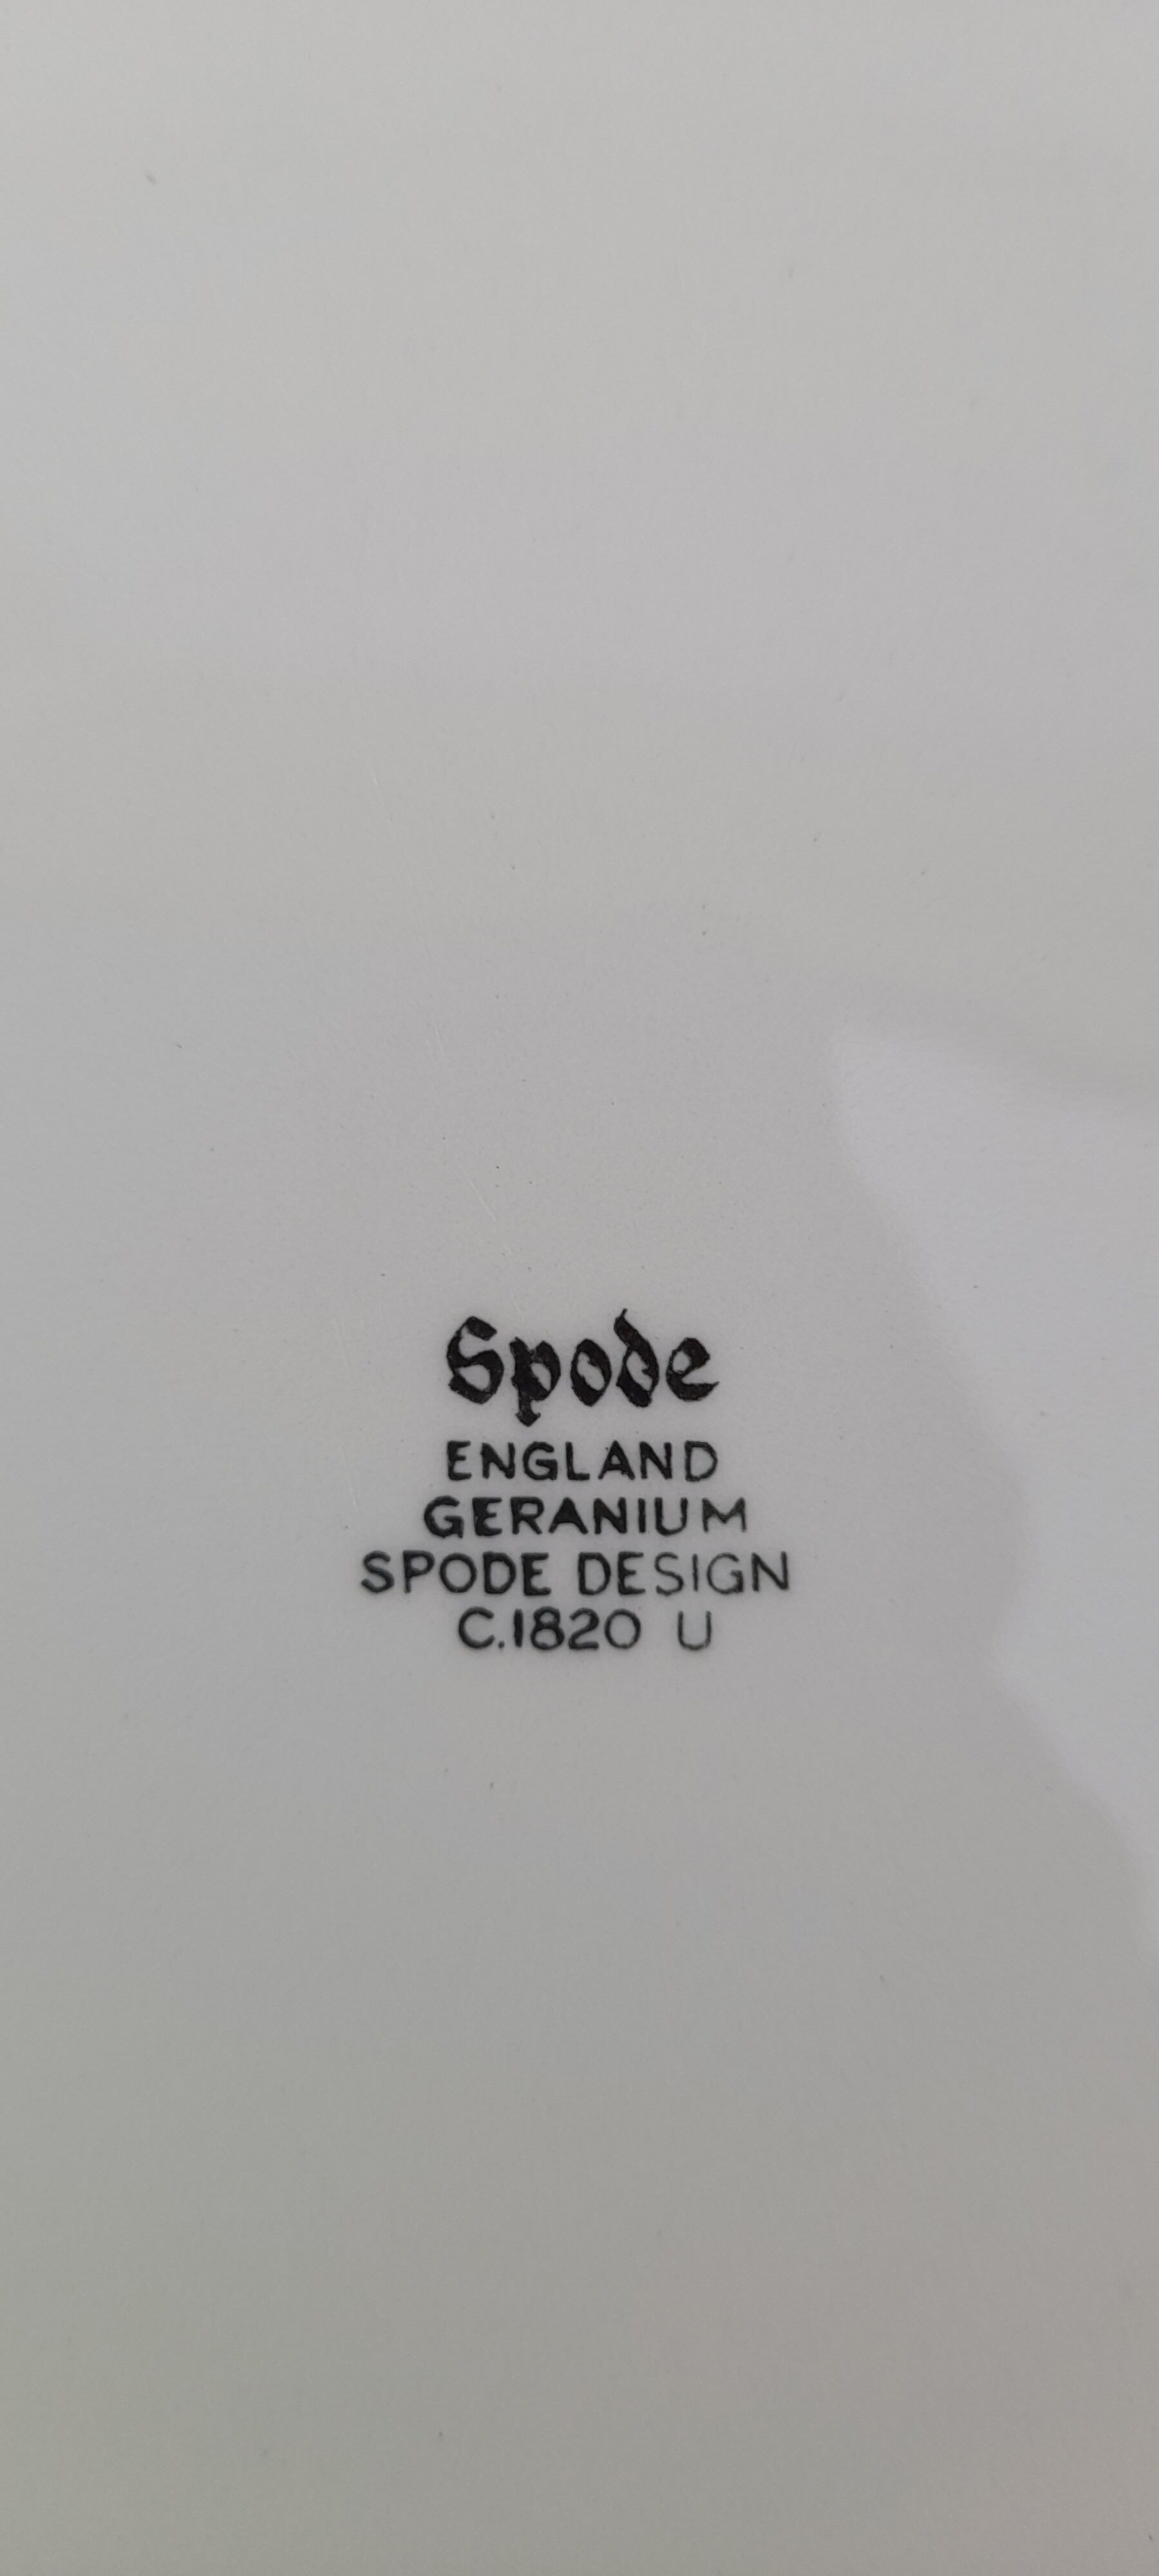 Spode
ENGLAND
GERANIUM
SPODE DESIGN
C.1820 U